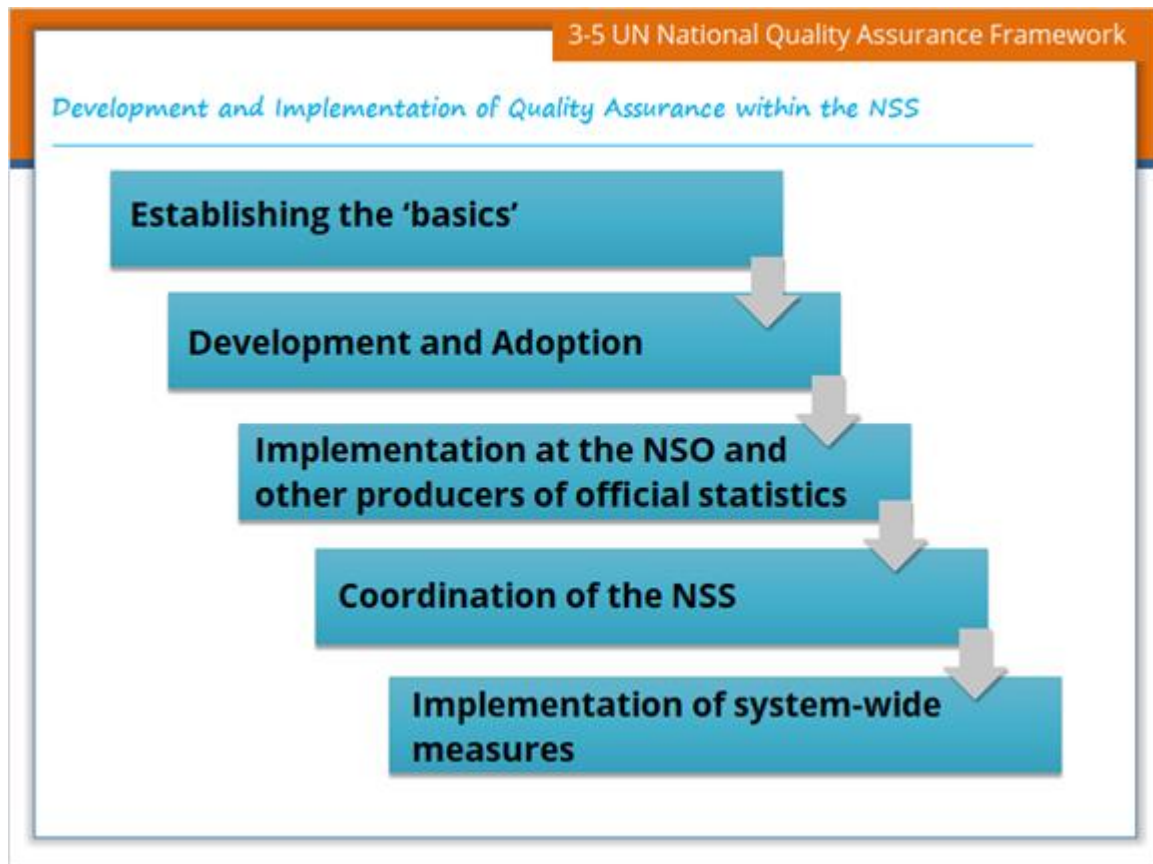 3-5 UN National Quality Assurance Framework
Development and Implementation of Quality Assurance within the NSS
Establishing the ‘basics’
Development and Adoption
Implementation at the NSO and
other producers of official statistics
Coordination of the NSS
Implementation of system-wide
measures